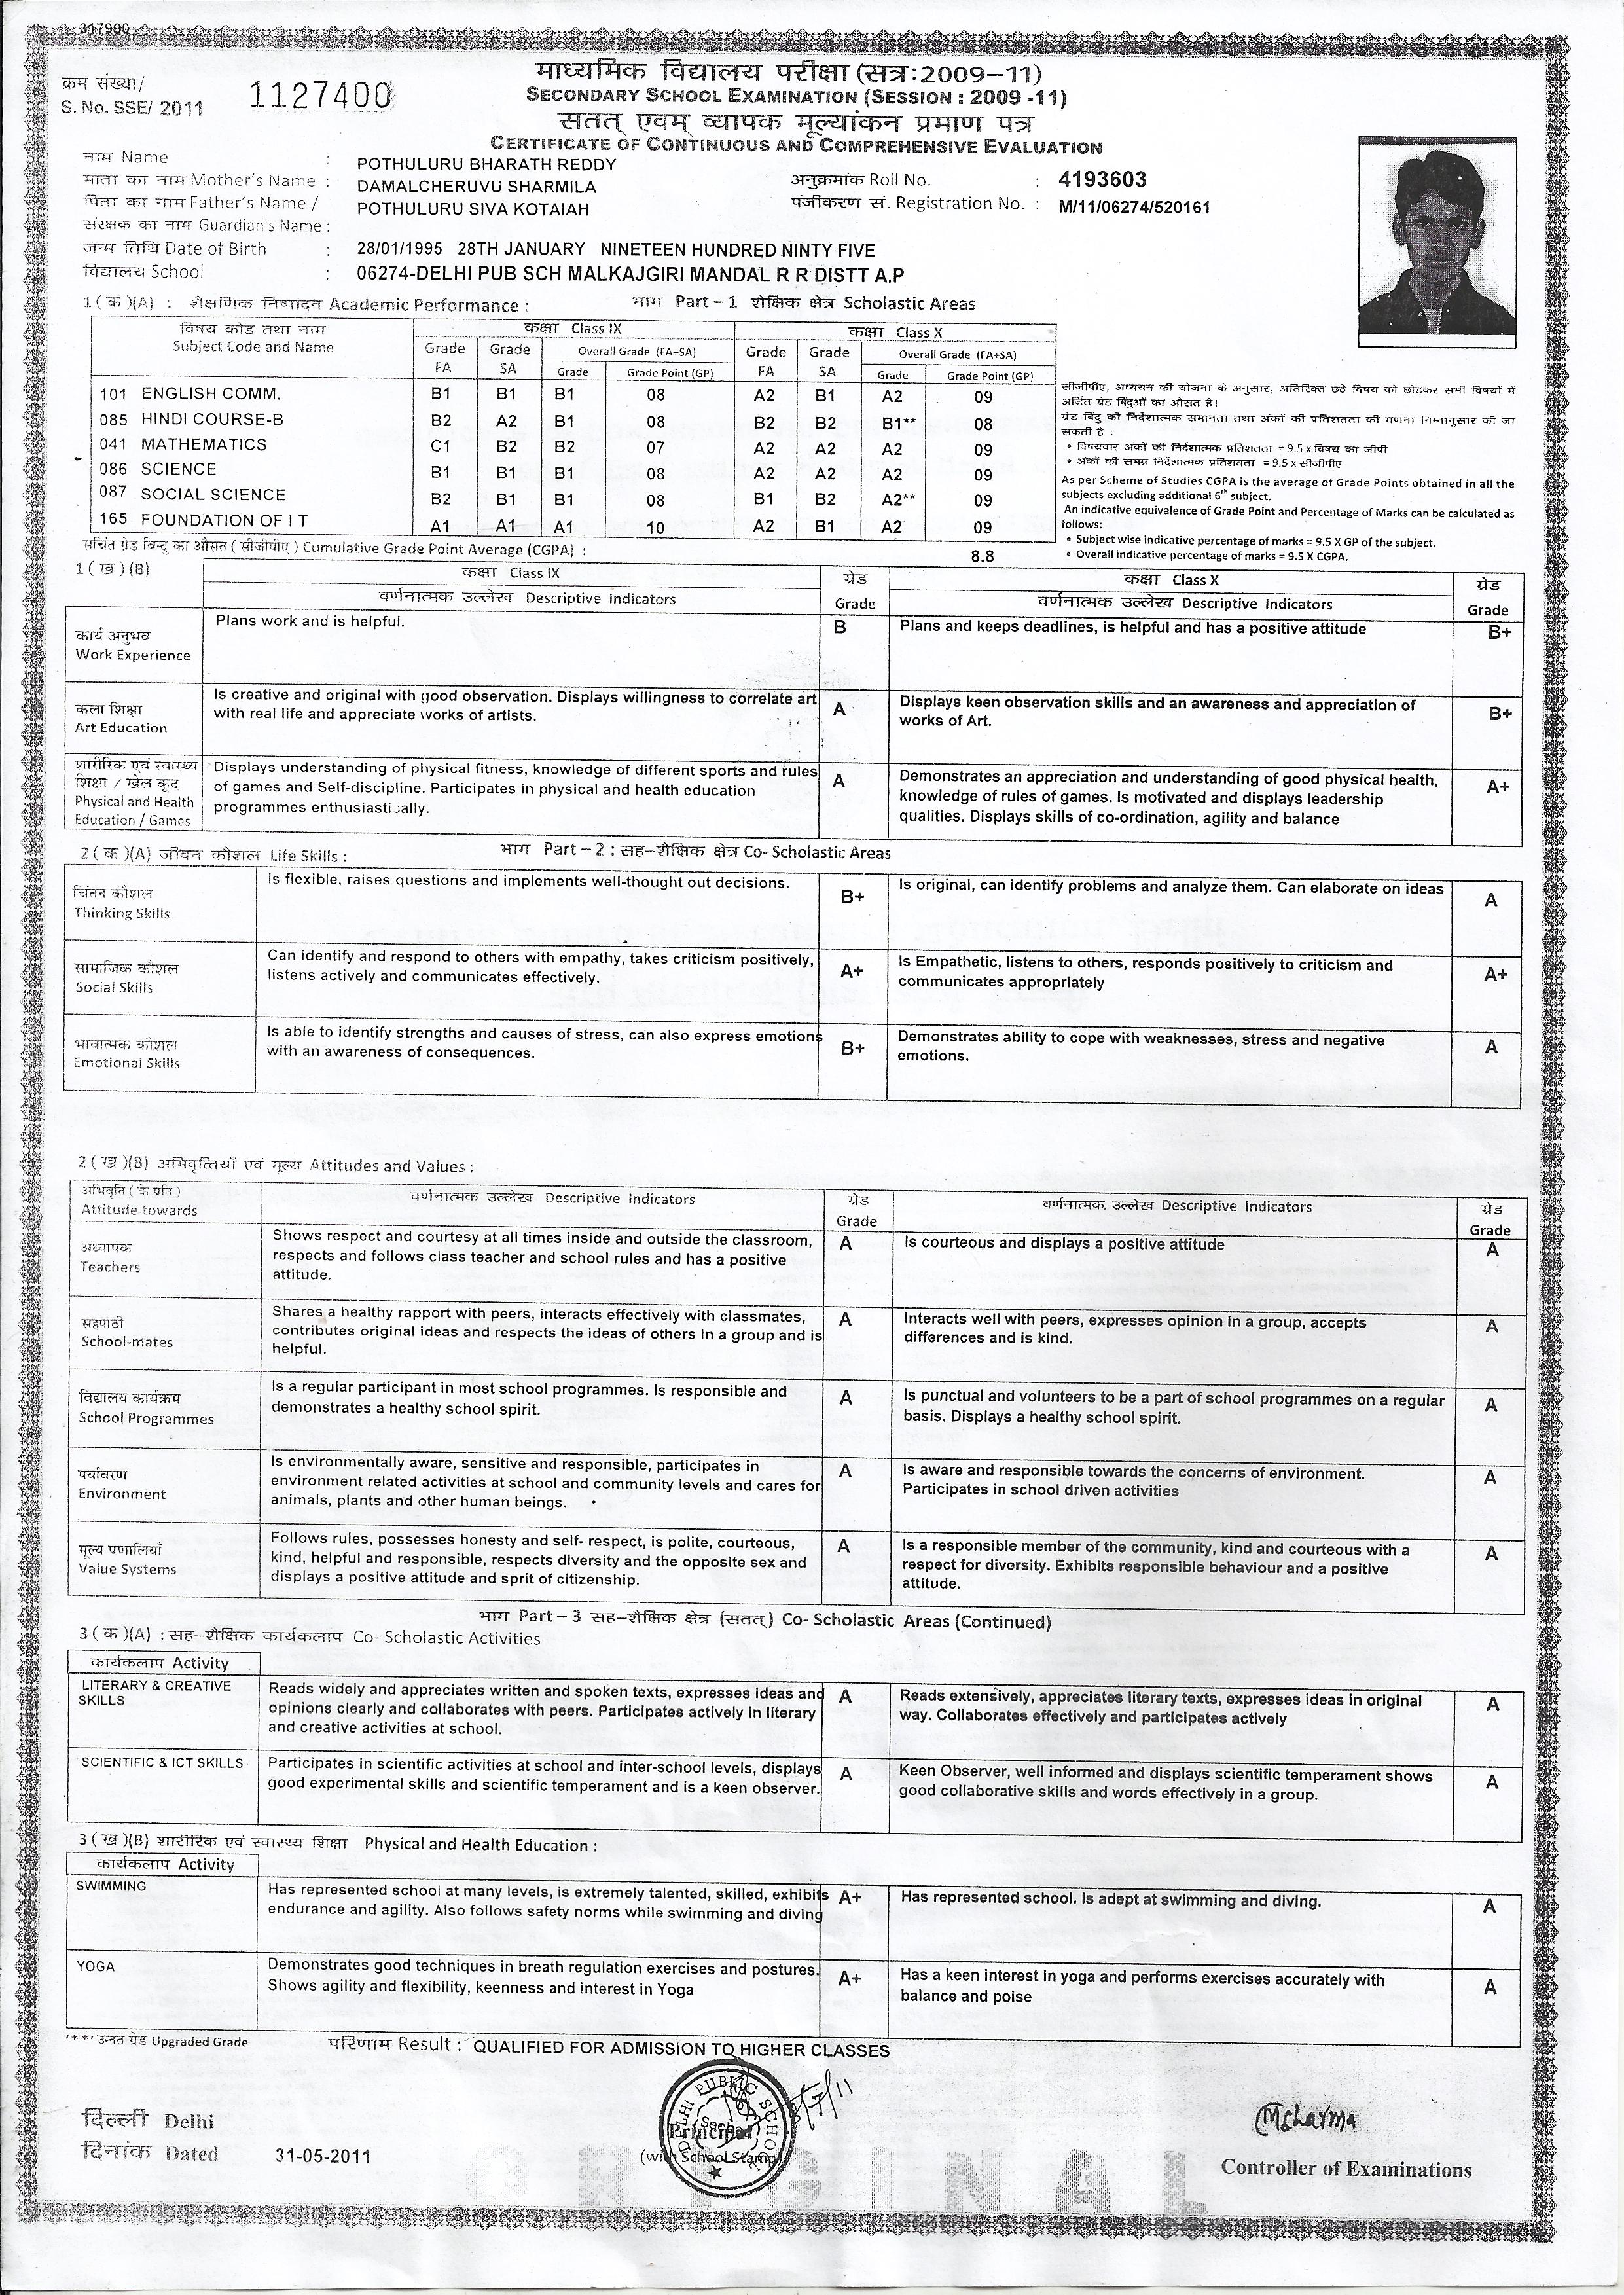 317990
क्रम संख्या/
S. No. SSE/ 2011
1127400
माध्यमिक विद्यालय परीक्षा (सत्र:2009–11)
SECONDARY SCHOOL EXAMINATION (SESSION : 2009 -11)
सतत् एवम् व्यापक मूल्यांकन प्रमाण पत्र
CERTIFICATE OF CONTINUOUS AND COMPREHENSIVE EVALUATION
नाम Name : POTHULURU BHARATH REDDY
माता का नाम Mother's Name : DAMALCHERUVU SHARMILA अनुक्रमांक Roll No. : 4193603
पिता का नाम Father's Name / POTHULURU SIVA KOTAIAH पंजीकरण सं. Registration No. : M/11/06274/520161
संरक्षक का नाम Guardian's Name :
जन्म तिथि Date of Birth : 28/01/1995 28TH JANUARY NINETEEN HUNDRED NINTY FIVE
विद्यालय School : 06274-DELHI PUB SCH MALKAJGIRI MANDAL R R DISTT A.P
1 ( क )(A) : शैक्षणिक निष्पादन Academic Performance : भाग Part – 1 शैक्षिक क्षेत्र Scholastic Areas
विषय कोड तथा नाम कक्षा Class IX कक्षा Class X
Subject Code and Name Grade FA Grade SA Overall Grade (FA+SA) Grade FA Grade SA Overall Grade (FA+SA)
Grade Grade Point (GP) Grade Grade Point (GP)
101 ENGLISH COMM. B1 B1 B1 08 A2 B1 A2 09
085 HINDI COURSE-B B2 A2 B1 08 B2 B2 B1** 08
041 MATHEMATICS C1 B2 B2 07 A2 A2 A2 09
086 SCIENCE B1 B1 B1 08 A2 A2 A2 09
087 SOCIAL SCIENCE B2 B1 B1 08 B1 B2 A2** 09
165 FOUNDATION OF I T A1 A1 A1 10 A2 B1 A2 09
सीजीपीए, अध्ययन की योजना के अनुसार, अतिरिक्त छठे विषय को छोड़कर सभी विषयों में
अर्जित ग्रेड बिंदुओं का औसत है।
ग्रेड बिंदु की निर्देशात्मक समानता तथा अंकों की प्रतिशतता की गणना निम्नानुसार की जा
सकती है :
• विषयवार अंकों की निर्देशात्मक प्रतिशतता = 9.5 x विषय का जीपी
• अंकों की समग्र निर्देशात्मक प्रतिशतता = 9.5 x सीजीपीए
As per Scheme of Studies CGPA is the average of Grade Points obtained in all the
subjects excluding additional 6th subject.
An indicative equivalence of Grade Point and Percentage of Marks can be calculated as
follows:
• Subject wise indicative percentage of marks = 9.5 X GP of the subject.
• Overall indicative percentage of marks = 9.5 X CGPA.
सचित ग्रेड बिन्दु का औसत ( सीजीपीए ) Cumulative Grade Point Average (CGPA) : 8.8
1 ( ख ) (B) कक्षा Class IX ग्रेड कक्षा Class X ग्रेड
वर्णनात्मक उल्लेख Descriptive Indicators Grade वर्णनात्मक उल्लेख Descriptive Indicators Grade
कार्य अनुभव
Work Experience
Plans work and is helpful. B
Plans and keeps deadlines, is helpful and has a positive attitude B+
कला शिक्षा
Art Education
Is creative and original with good observation. Displays willingness to correlate art
with real life and appreciate works of artists.
A
Displays keen observation skills and an awareness and appreciation of
works of Art.
B+
शारीरिक एवं स्वास्थ्य
शिक्षा / खेल कूद
Physical and Health
Education / Games
Displays understanding of physical fitness, knowledge of different sports and rules
of games and Self-discipline. Participates in physical and health education
programmes enthusiastically.
A
Demonstrates an appreciation and understanding of good physical health,
knowledge of rules of games. Is motivated and displays leadership
qualities. Displays skills of co-ordination, agility and balance
A+
2 ( क )(A) जीवन कौशल Life Skills : भाग Part – 2 : सह–शैक्षिक क्षेत्र Co- Scholastic Areas
चिंतन कौशल
Thinking Skills
Is flexible, raises questions and implements well-thought out decisions. B+
Is original, can identify problems and analyze them. Can elaborate on ideas A
सामाजिक कौशल
Social Skills
Can identify and respond to others with empathy, takes criticism positively,
listens actively and communicates effectively.
A+
Is Empathetic, listens to others, responds positively to criticism and
communicates appropriately
A+
भावात्मक कौशल
Emotional Skills
Is able to identify strengths and causes of stress, can also express emotions
with an awareness of consequences.
B+
Demonstrates ability to cope with weaknesses, stress and negative
emotions.
A
2 ( ख )(B) अभिवृत्तियाँ एवं मूल्य Attitudes and Values :
अभिवृति ( के प्रति )
Attitude towards
वर्णनात्मक उल्लेख Descriptive Indicators ग्रेड Grade वर्णनात्मक उल्लेख Descriptive Indicators ग्रेड Grade
अध्यापक
Teachers
Shows respect and courtesy at all times inside and outside the classroom,
respects and follows class teacher and school rules and has a positive
attitude.
A
Is courteous and displays a positive attitude A
सहपाठी
School-mates
Shares a healthy rapport with peers, interacts effectively with classmates,
contributes original ideas and respects the ideas of others in a group and is
helpful.
A
Interacts well with peers, expresses opinion in a group, accepts
differences and is kind.
A
विद्यालय कार्यक्रम
School Programmes
Is a regular participant in most school programmes. Is responsible and
demonstrates a healthy school spirit.
A
Is punctual and volunteers to be a part of school programmes on a regular
basis. Displays a healthy school spirit.
A
पर्यावरण
Environment
Is environmentally aware, sensitive and responsible, participates in
environment related activities at school and community levels and cares for
animals, plants and other human beings.
A
Is aware and responsible towards the concerns of environment.
Participates in school driven activities
A
मूल्य प्रणालियाँ
Value Systems
Follows rules, possesses honesty and self- respect, is polite, courteous,
kind, helpful and responsible, respects diversity and the opposite sex and
displays a positive attitude and sprit of citizenship.
A
Is a responsible member of the community, kind and courteous with a
respect for diversity. Exhibits responsible behaviour and a positive
attitude.
A
भाग Part – 3 सह–शैक्षिक क्षेत्र (सतत्) Co- Scholastic Areas (Continued)
3 ( क )(A) : सह–शैक्षिक कार्यकलाप Co- Scholastic Activities
कार्यकलाप Activity
LITERARY & CREATIVE
SKILLS
Reads widely and appreciates written and spoken texts, expresses ideas and
opinions clearly and collaborates with peers. Participates actively in literary
and creative activities at school.
A
Reads extensively, appreciates literary texts, expresses ideas in original
way. Collaborates effectively and participates actively
A
SCIENTIFIC & ICT SKILLS
Participates in scientific activities at school and inter-school levels, displays
good experimental skills and scientific temperament and is a keen observer.
A
Keen Observer, well informed and displays scientific temperament shows
good collaborative skills and words effectively in a group.
A
3 ( ख )(B) शारीरिक एवं स्वास्थ्य शिक्षा Physical and Health Education :
कार्यकलाप Activity
SWIMMING
Has represented school at many levels, is extremely talented, skilled, exhibits
endurance and agility. Also follows safety norms while swimming and diving
A+
Has represented school. Is adept at swimming and diving. A
YOGA
Demonstrates good techniques in breath regulation exercises and postures.
Shows agility and flexibility, keenness and interest in Yoga
A+
Has a keen interest in yoga and performs exercises accurately with
balance and poise
A
'**' उन्नत ग्रेड Upgraded Grade परिणाम Result : QUALIFIED FOR ADMISSION TO HIGHER CLASSES
DELHI PUBLIC SCHOOL
दिल्ली Delhi
दिनांक Dated 31-05-2011
Principal
(with School Stamp)
MSharma
Controller of Examinations
ORIGINAL